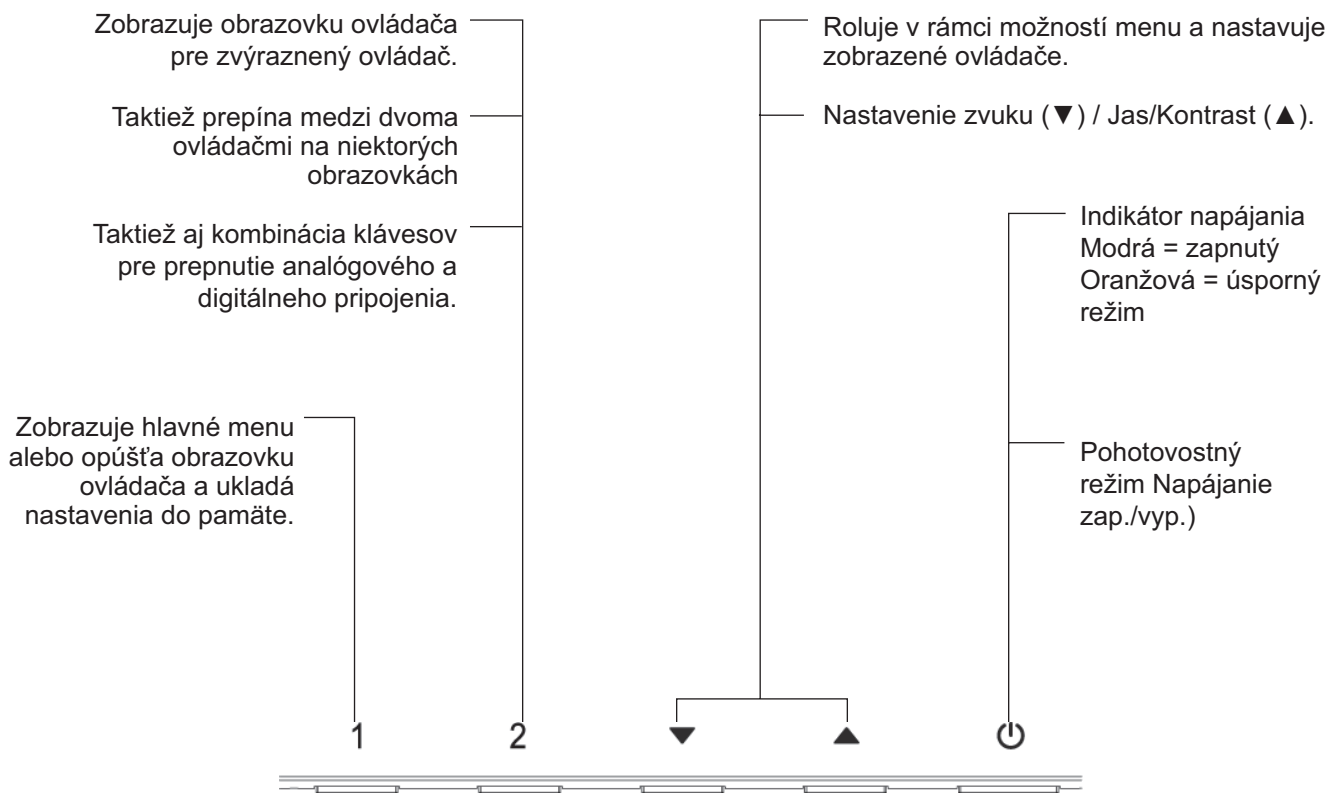 Zobrazuje obrazovku ovládača
pre zvýraznený ovládač.
Taktiež prepína medzi dvoma
ovládačmi na niektorých
obrazovkách
Taktiež aj kombinácia klávesov
pre prepnutie analógového a
digitálneho pripojenia.
Zobrazuje hlavné menu
alebo opúšťa obrazovku
ovládača a ukladá
nastavenia do pamäte.
Roluje v rámci možností menu a nastavuje
zobrazené ovládače.
Nastavenie zvuku (▼) / Jas/Kontrast (▲).
Indikátor napájania
Modrá = zapnutý
Oranžová = úsporný
režim
Pohotovostný
režim Napájanie
zap./vyp.)
1 2 ▼ ▲ ⏻